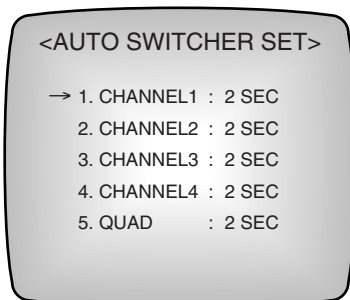 <AUTO SWITCHER SET>
→ 1. CHANNEL1 : 2 SEC
2. CHANNEL2 : 2 SEC
3. CHANNEL3 : 2 SEC
4. CHANNEL4 : 2 SEC
5. QUAD : 2 SEC